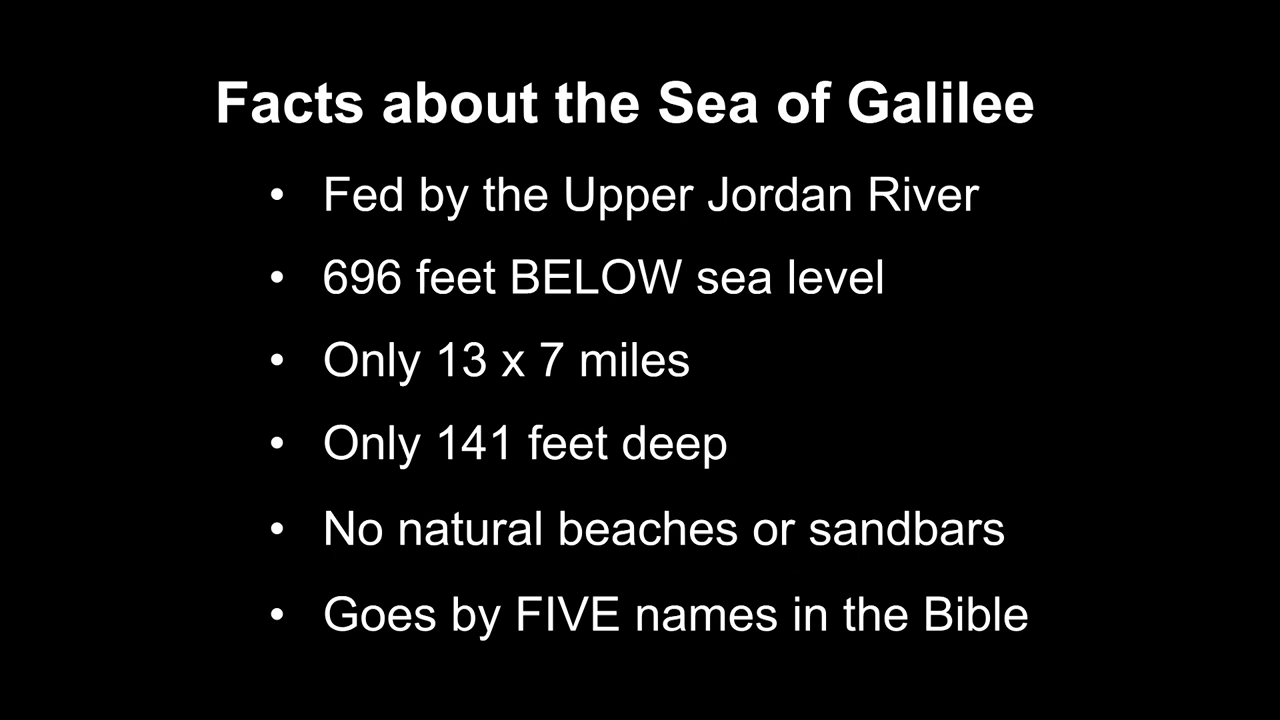 Facts about the Sea of Galilee
• Fed by the Upper Jordan River
• 696 feet BELOW sea level
• Only 13 x 7 miles
• Only 141 feet deep
• No natural beaches or sandbars
• Goes by FIVE names in the Bible